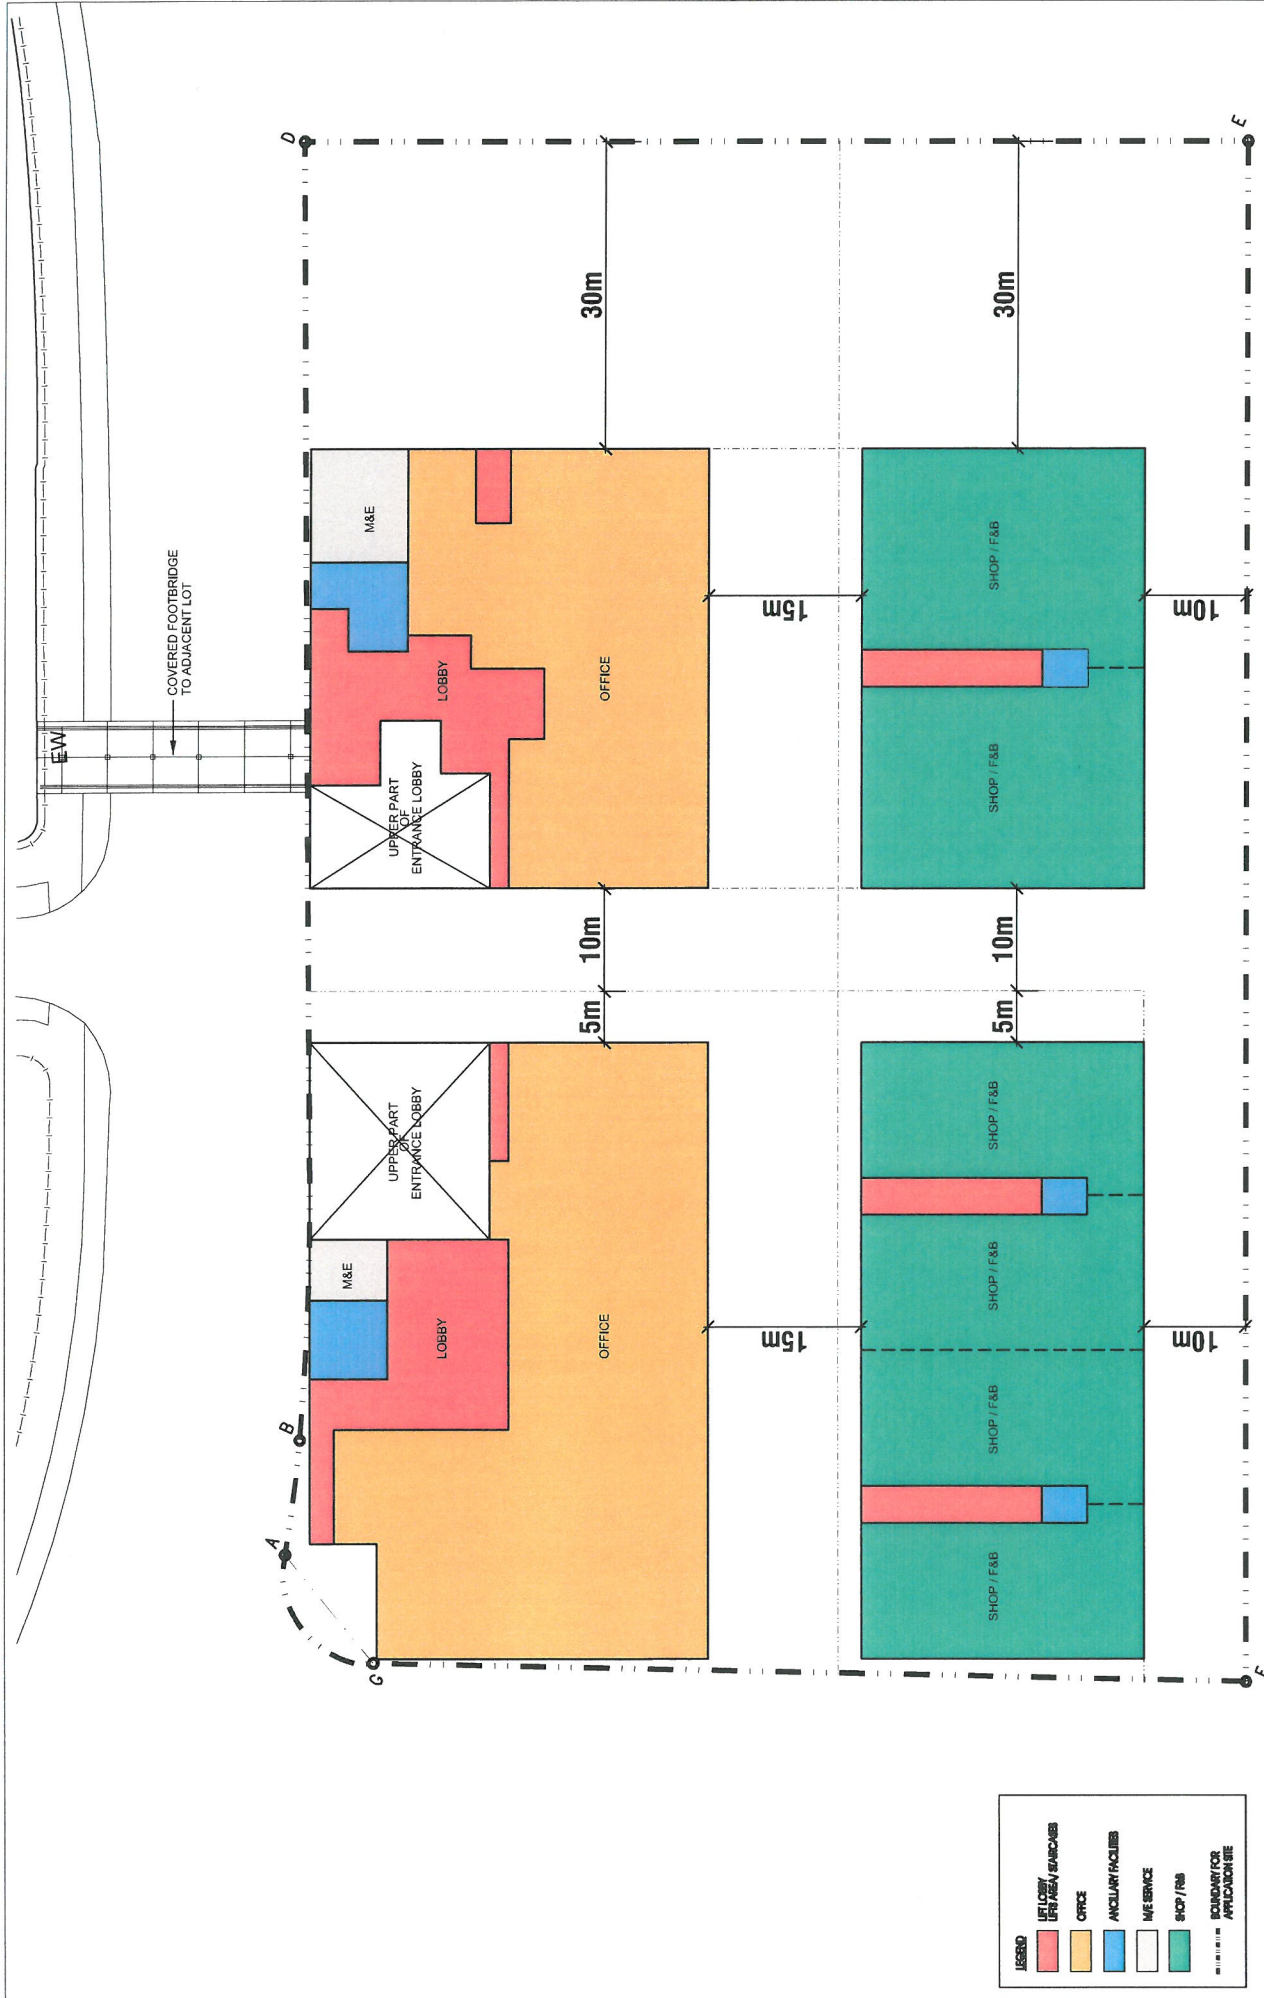 COVERED FOOTBRIDGE
TO ADJACENT LOT
EW
A
B
D
G
M&E
UPPER PART
OF
ENTRANCE LOBBY
UPPER PART
OF
ENTRANCE LOBBY
M&E
LOBBY
LOBBY
OFFICE
OFFICE
5m
10m
30m
15m
15m
SHOP / F&B
SHOP / F&B
SHOP / F&B
SHOP / F&B
SHOP / F&B
SHOP / F&B
5m
10m
30m
10m
10m
F
E
LEGEND
LIFT LOBBY
LIFTS AREA/ STAIRCASES
OFFICE
ANCILLARY FACILITIES
M/E SERVICE
SHOP / F&B
BOUNDARY FOR
APPLICATION SITE